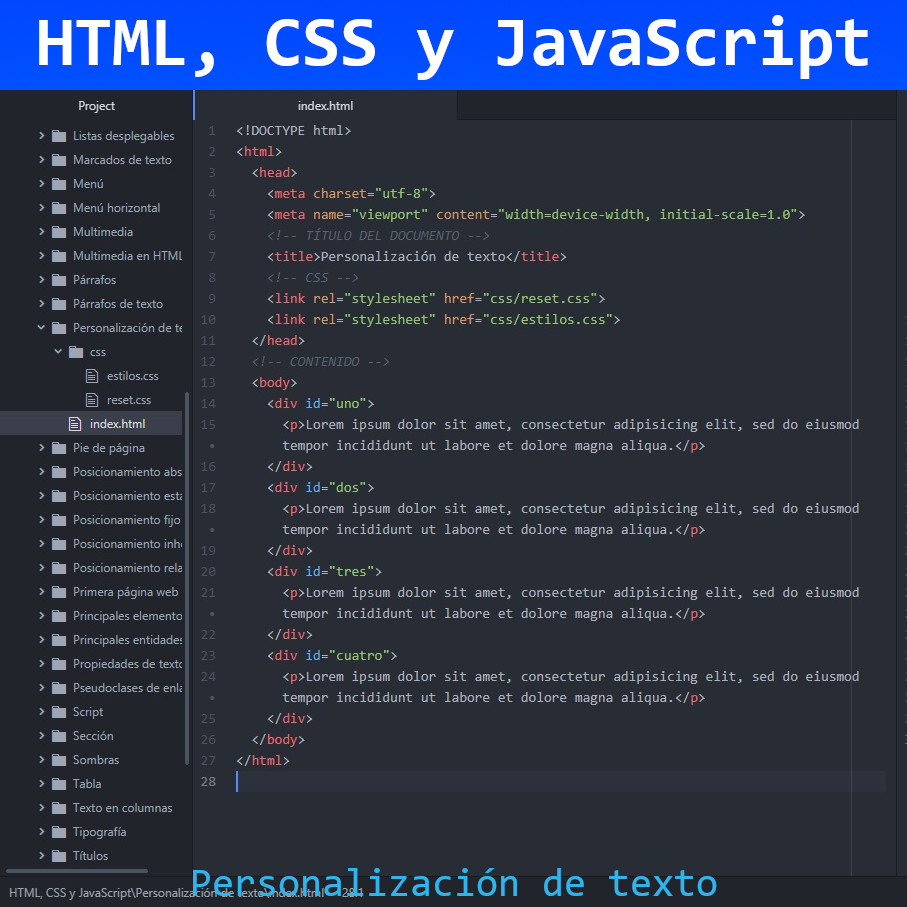 HTML, CSS y JavaScript
Project
Listas desplegables
Marcados de texto
Menú
Menú horizontal
Multimedia
Multimedia en HTML
Párrafos
Párrafos de texto
Personalización de te
css
estilos.css
reset.css
index.html
Pie de página
Posicionamiento abs
Posicionamiento está
Posicionamiento fijo
Posicionamiento inhe
Posicionamiento rela
Primera página web
Principales elemento
Principales entidades
Propiedades de texto
Pseudoclases de enla
Script
Sección
Sombras
Tabla
Texto en columnas
Tipografía
Títulos
index.html
1 <!DOCTYPE html>
2 <html>
3 <head>
4 <meta charset="utf-8">
5 <meta name="viewport" content="width=device-width, initial-scale=1.0">
6 <!-- TÍTULO DEL DOCUMENTO -->
7 <title>Personalización de texto</title>
8 <!-- CSS -->
9 <link rel="stylesheet" href="css/reset.css">
10 <link rel="stylesheet" href="css/estilos.css">
11 </head>
12 <!-- CONTENIDO -->
13 <body>
14 <div id="uno">
15 <p>Lorem ipsum dolor sit amet, consectetur adipisicing elit, sed do eiusmod
• tempor incididunt ut labore et dolore magna aliqua.</p>
16 </div>
17 <div id="dos">
18 <p>Lorem ipsum dolor sit amet, consectetur adipisicing elit, sed do eiusmod
• tempor incididunt ut labore et dolore magna aliqua.</p>
19 </div>
20 <div id="tres">
21 <p>Lorem ipsum dolor sit amet, consectetur adipisicing elit, sed do eiusmod
• tempor incididunt ut labore et dolore magna aliqua.</p>
22 </div>
23 <div id="cuatro">
24 <p>Lorem ipsum dolor sit amet, consectetur adipisicing elit, sed do eiusmod
• tempor incididunt ut labore et dolore magna aliqua.</p>
25 </div>
26 </body>
27 </html>
28
HTML, CSS y JavaScript\Personalización de texto\index.html 28:1
Personalización de texto